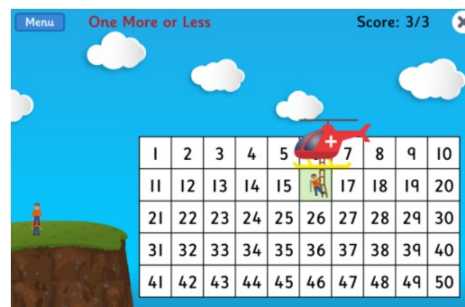 Menu One More or Less Score: 3/3
1 2 3 4 5 7 8 9 10
11 12 13 14 15 17 18 19 20
21 22 23 24 25 26 27 28 29 30
31 32 33 34 35 36 37 38 39 40
41 42 43 44 45 46 47 48 49 50